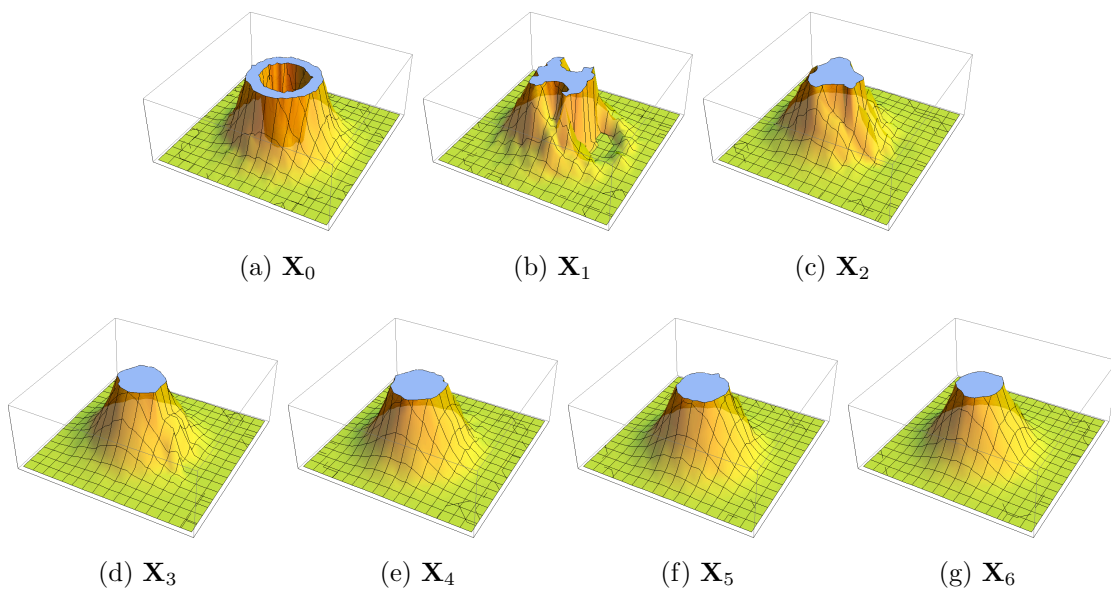 (a) X₀ (b) X₁ (c) X₂
(d) X₃ (e) X₄ (f) X₅ (g) X₆